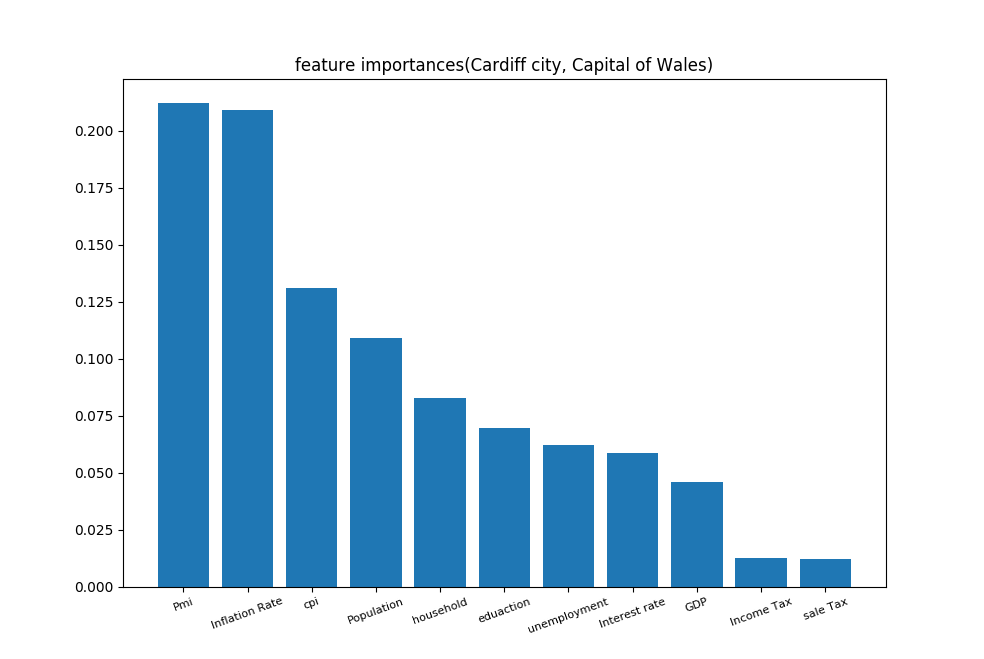 feature importances(Cardiff city, Capital of Wales)
0.200
0.175
0.150
0.125
0.100
0.075
0.050
0.025
0.000
Pmi
Inflation Rate
cpi
Population
household
eduaction
unemployment
Interest rate
GDP
Income Tax
sale Tax